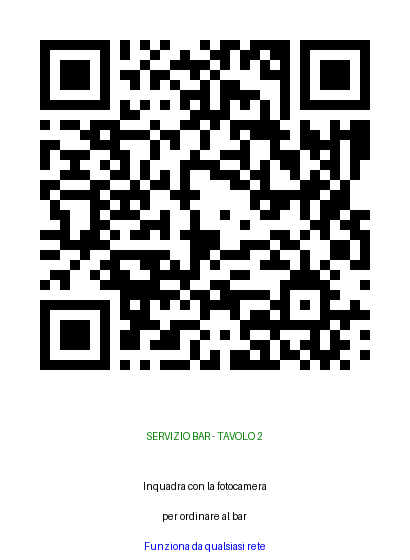 SERVIZIO BAR - TAVOLO 2
Inquadra con la fotocamera
per ordinare al bar
Funziona da qualsiasi rete